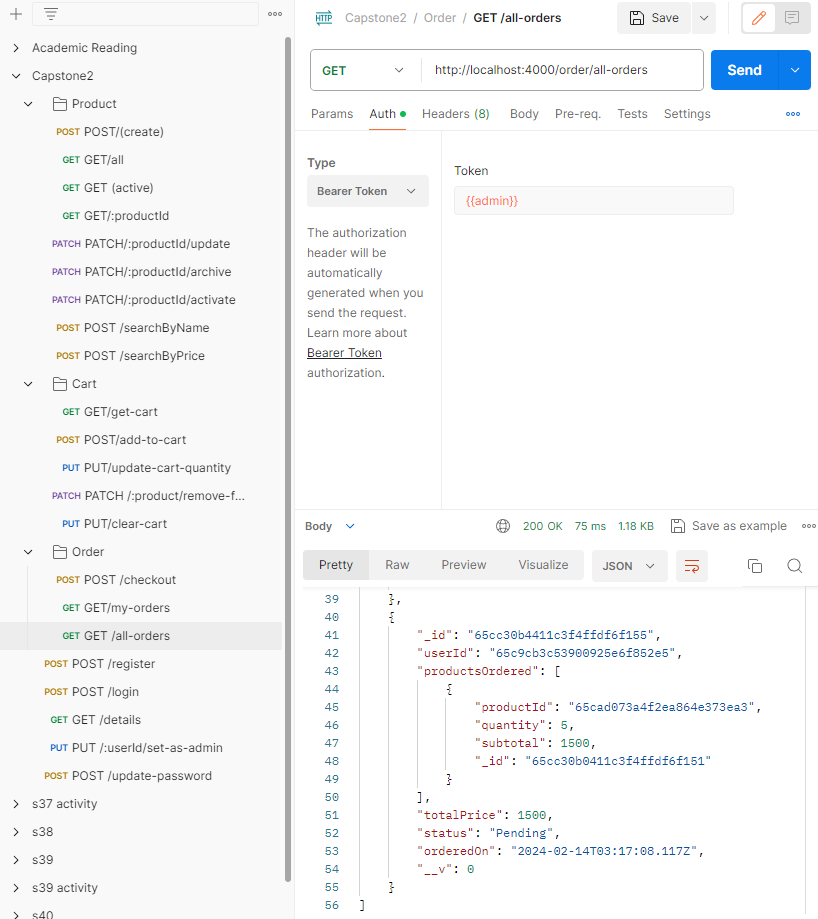 Academic Reading
Capstone2
Product
POST POST/(create)
GET GET/all
GET GET (active)
GET GET/:productId
PATCH PATCH/:productId/update
PATCH PATCH/:productId/archive
PATCH PATCH/:productId/activate
POST POST /searchByName
POST POST /searchByPrice
Cart
GET GET/get-cart
POST POST/add-to-cart
PUT PUT/update-cart-quantity
PATCH PATCH /:product/remove-f...
PUT PUT/clear-cart
Order
POST POST /checkout
GET GET/my-orders
GET GET /all-orders
POST POST /register
POST POST /login
GET GET /details
PUT PUT /:userId/set-as-admin
POST POST /update-password
s37 activity
s38
s39
s39 activity
s40
HTTP Capstone2 / Order / GET /all-orders Save
GET http://localhost:4000/order/all-orders Send
Params Auth Headers (8) Body Pre-req. Tests Settings
Type
Bearer Token
The authorization
header will be
automatically
generated when you
send the request.
Learn more about
Bearer Token
authorization.
Token
{{admin}}
Body 200 OK 75 ms 1.18 KB Save as example
Pretty Raw Preview Visualize JSON
39 },
40 {
41 "_id": "65cc30b4411c3f4ffdf6f155",
42 "userId": "65c9cb3c53900925e6f852e5",
43 "productsOrdered": [
44 {
45 "productId": "65cad073a4f2ea864e373ea3",
46 "quantity": 5,
47 "subtotal": 1500,
48 "_id": "65cc30b0411c3f4ffdf6f151"
49 }
50 ],
51 "totalPrice": 1500,
52 "status": "Pending",
53 "orderedOn": "2024-02-14T03:17:08.117Z",
54 "__v": 0
55 }
56 ]